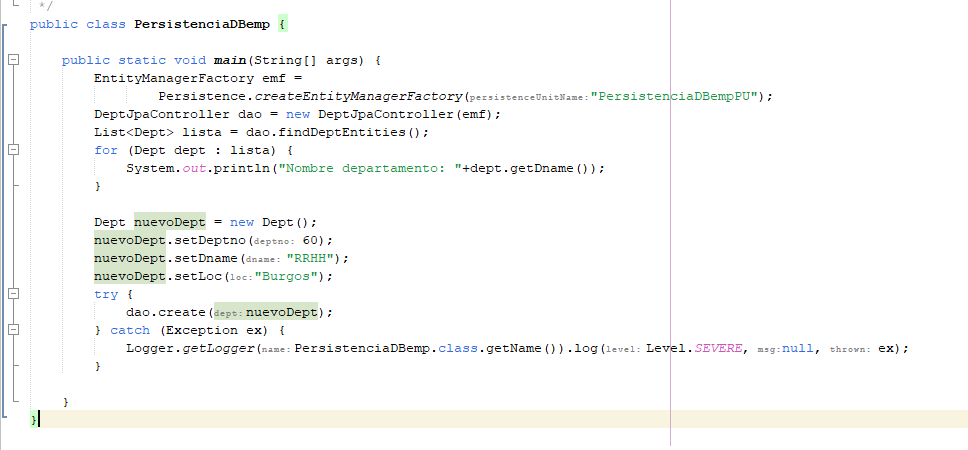 */
public class PersistenciaDBemp {
public static void main(String[] args) {
EntityManagerFactory emf =
Persistence.createEntityManagerFactory(persistenceUnitName:"PersistenciaDBempPU");
DeptJpaController dao = new DeptJpaController(emf);
List<Dept> lista = dao.findDeptEntities();
for (Dept dept : lista) {
System.out.println("Nombre departamento: "+dept.getDname());
}
Dept nuevoDept = new Dept();
nuevoDept.setDeptno(deptno: 60);
nuevoDept.setDname(dname: "RRHH");
nuevoDept.setLoc(loc:"Burgos");
try {
dao.create(dept:nuevoDept);
} catch (Exception ex) {
Logger.getLogger(name:PersistenciaDBemp.class.getName()).log(level: Level.SEVERE, msg:null, thrown: ex);
}
}
}